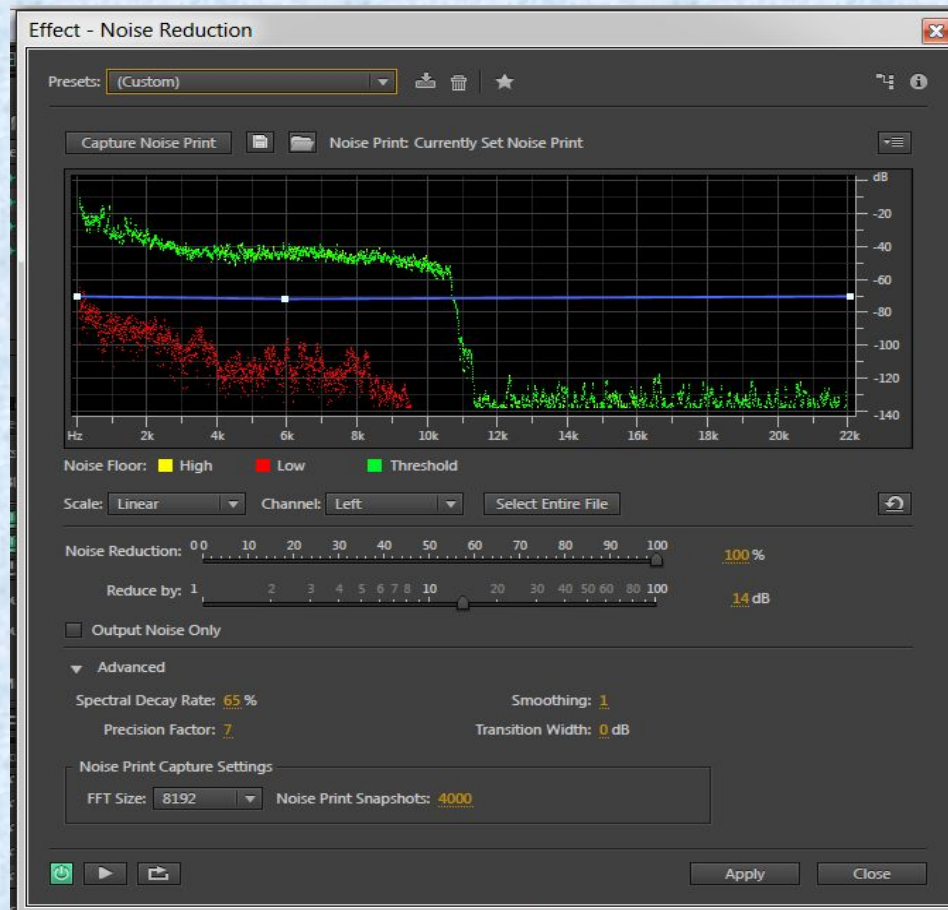 Effect - Noise Reduction
Presets: (Custom)
Capture Noise Print Noise Print: Currently Set Noise Print
dB
-20
-40
-60
-80
-100
-120
-140
Hz 2k 4k 6k 8k 10k 12k 14k 16k 18k 20k 22k
Noise Floor: High Low Threshold
Scale: Linear Channel: Left Select Entire File
Noise Reduction: 0 0 10 20 30 40 50 60 70 80 90 100 100 %
Reduce by: 1 2 3 4 5 6 7 8 10 20 30 40 50 60 80 100 14 dB
Output Noise Only
Advanced
Spectral Decay Rate: 65 % Smoothing: 1
Precision Factor: 7 Transition Width: 0 dB
Noise Print Capture Settings
FFT Size: 8192 Noise Print Snapshots: 4000
Apply Close